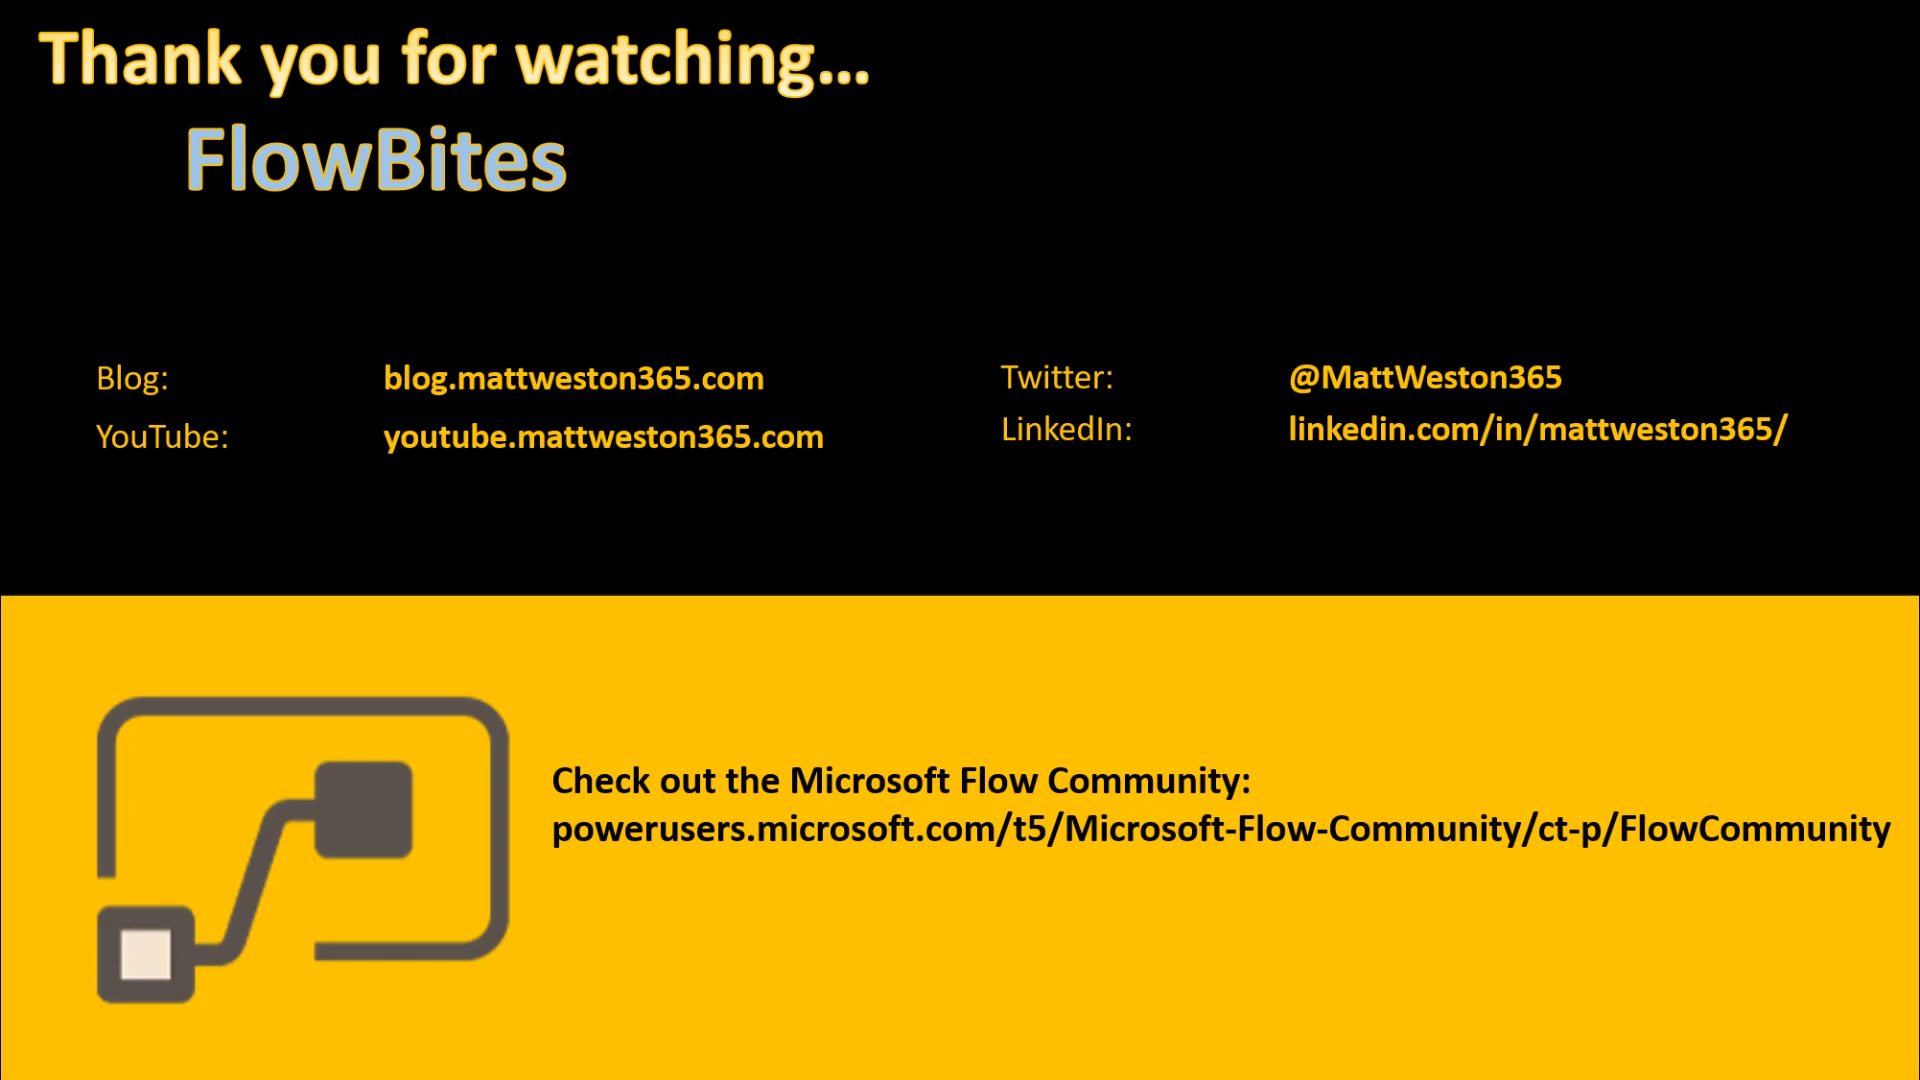 Thank you for watching...
FlowBites
Blog: blog.mattweston365.com
YouTube: youtube.mattweston365.com
Twitter: @MattWeston365
LinkedIn: linkedin.com/in/mattweston365/
Check out the Microsoft Flow Community:
powerusers.microsoft.com/t5/Microsoft-Flow-Community/ct-p/FlowCommunity